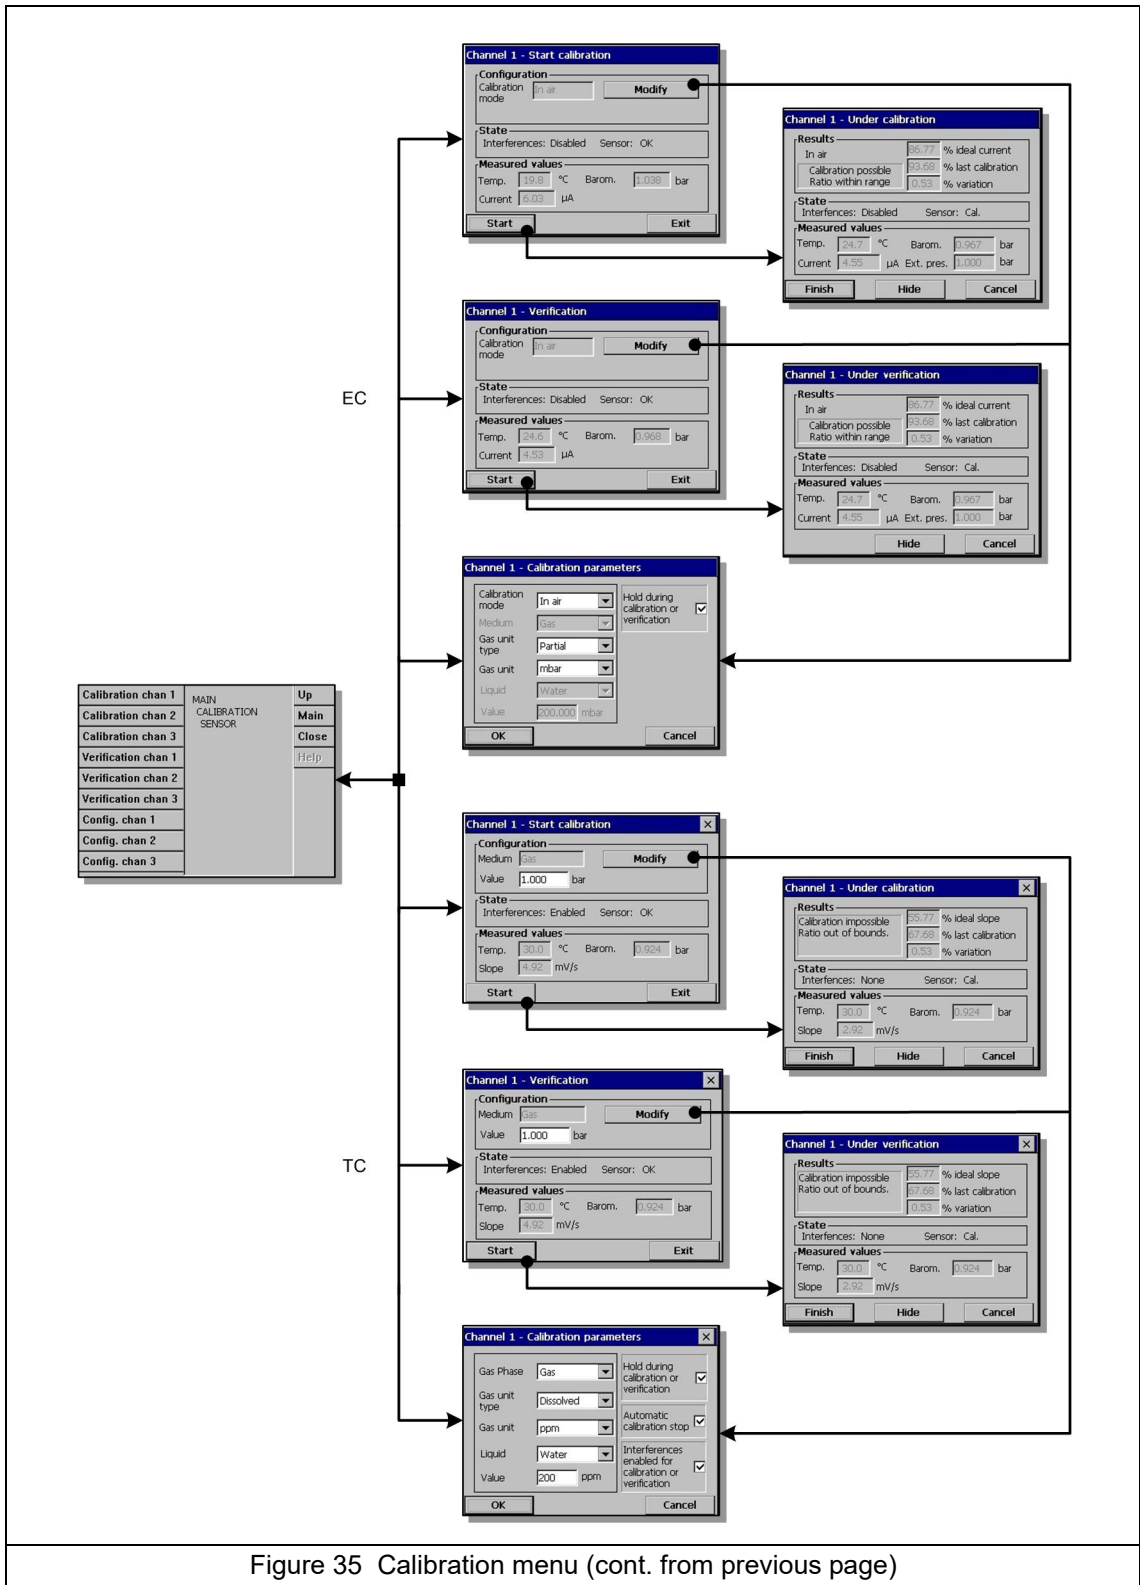 Channel 1 - Start calibration
Configuration
Calibration mode In air Modify
State
Interferences: Disabled Sensor: OK
Measured values
Temp. 19.8 °C Barom. 1.038 bar
Current 6.03 µA
Start Exit
Channel 1 - Under calibration
Results
In air 86.77 % ideal current
Calibration possible 93.68 % last calibration
Ratio within range 0.53 % variation
State
Interfences: Disabled Sensor: Cal.
Measured values
Temp. 24.7 °C Barom. 0.967 bar
Current 4.55 µA Ext. pres. 1.000 bar
Finish Hide Cancel
EC
Channel 1 - Verification
Configuration
Calibration mode In air Modify
State
Interferences: Disabled Sensor: OK
Measured values
Temp. 24.6 °C Barom. 0.968 bar
Current 4.53 µA
Start Exit
Channel 1 - Under verification
Results
In air 86.77 % ideal current
Calibration possible 93.68 % last calibration
Ratio within range 0.53 % variation
State
Interfences: Disabled Sensor: Cal.
Measured values
Temp. 24.7 °C Barom. 0.967 bar
Current 4.55 µA Ext. pres. 1.000 bar
Hide Cancel
Channel 1 - Calibration parameters
Calibration mode In air
Medium Gas
Gas unit type Partial
Gas unit mbar
Liquid Water
Value 200.000 mbar
Hold during calibration or verification
OK Cancel
Calibration chan 1
Calibration chan 2
Calibration chan 3
Verification chan 1
Verification chan 2
Verification chan 3
Config. chan 1
Config. chan 2
Config. chan 3
MAIN
CALIBRATION
SENSOR
Up
Main
Close
Help
Channel 1 - Start calibration
Configuration
Medium Gas Modify
Value 1.000 bar
State
Interferences: Enabled Sensor: OK
Measured values
Temp. 30.0 °C Barom. 0.924 bar
Slope 4.92 mV/s
Start Exit
Channel 1 - Under calibration
Results
Calibration impossible 55.77 % ideal slope
Ratio out of bounds. 67.68 % last calibration
0.53 % variation
State
Interfences: None Sensor: Cal.
Measured values
Temp. 30.0 °C Barom. 0.924 bar
Slope 2.92 mV/s
Finish Hide Cancel
TC
Channel 1 - Verification
Configuration
Medium Gas Modify
Value 1.000 bar
State
Interferences: Enabled Sensor: OK
Measured values
Temp. 30.0 °C Barom. 0.924 bar
Slope 4.92 mV/s
Start Exit
Channel 1 - Under verification
Results
Calibration impossible 55.77 % ideal slope
Ratio out of bounds. 67.68 % last calibration
0.53 % variation
State
Interfences: None Sensor: Cal.
Measured values
Temp. 30.0 °C Barom. 0.924 bar
Slope 2.92 mV/s
Finish Hide Cancel
Channel 1 - Calibration parameters
Gas Phase Gas
Gas unit type Dissolved
Gas unit ppm
Liquid Water
Value 200 ppm
Hold during calibration or verification
Automatic calibration stop
Interferences enabled for calibration or verification
OK Cancel
Figure 35 Calibration menu (cont. from previous page)